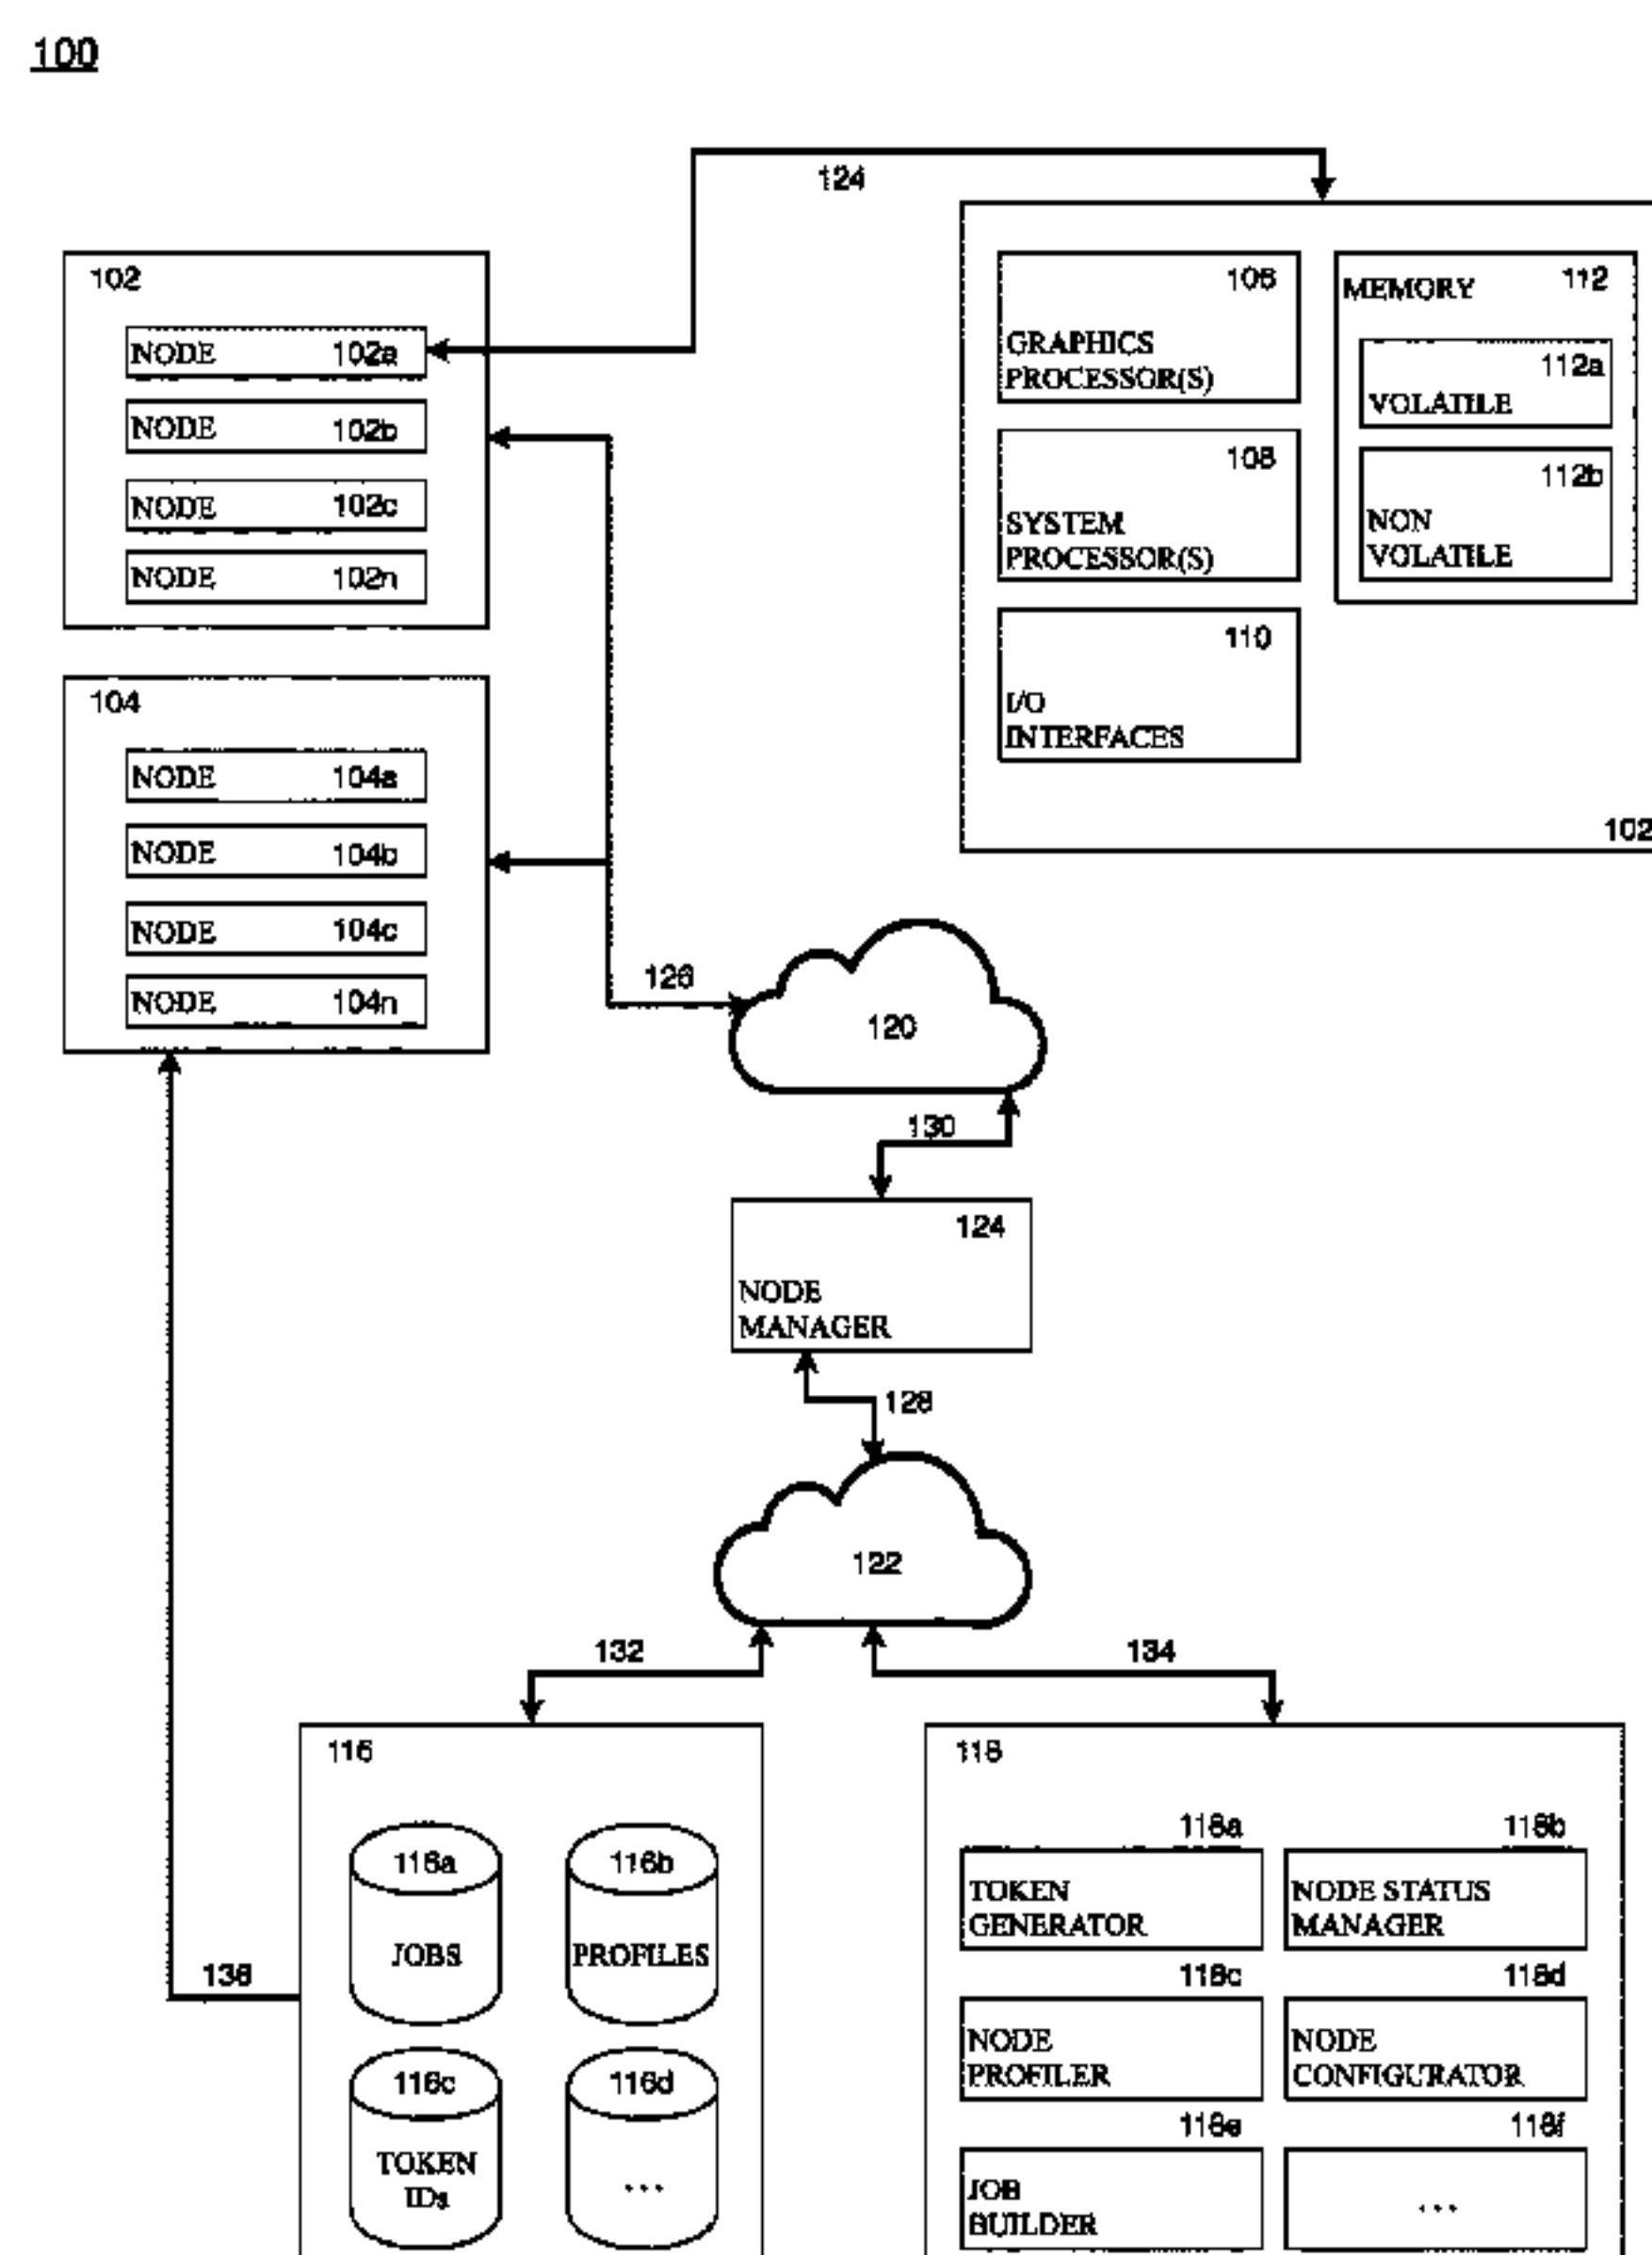 100
124
102
NODE 102a
NODE 102b
NODE 102c
NODE 102n
106
GRAPHICS
PROCESSOR(S)
108
SYSTEM
PROCESSOR(S)
110
I/O
INTERFACES
MEMORY 112
112a
VOLATILE
112b
NON
VOLATILE
102
104
NODE 104a
NODE 104b
NODE 104c
NODE 104n
126
120
130
124
NODE
MANAGER
128
122
132
134
116
116a
JOBS
116b
PROFILES
116c
TOKEN
IDs
116d
...
136
118
118a
TOKEN
GENERATOR
118b
NODE STATUS
MANAGER
118c
NODE
PROFILER
118d
NODE
CONFIGURATOR
118e
JOB
BUILDER
118f
...